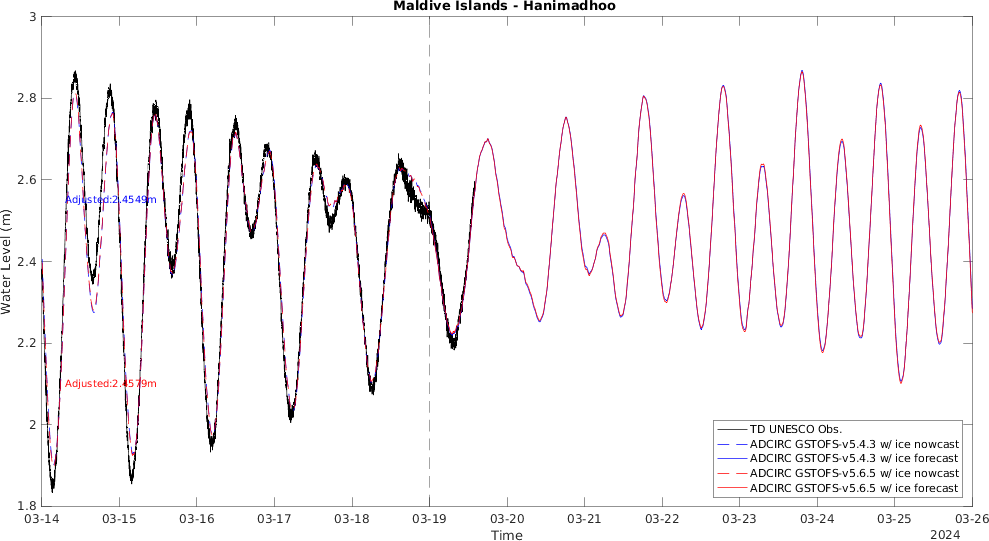 Maldive Islands - Hanimadhoo
Water Level (m)
3
2.8
2.6
2.4
2.2
2
1.8
Adjusted:2.4549m
Adjusted:2.4579m
TD UNESCO Obs.
ADCIRC GSTOFS-v5.4.3 w/ ice nowcast
ADCIRC GSTOFS-v5.4.3 w/ ice forecast
ADCIRC GSTOFS-v5.6.5 w/ ice nowcast
ADCIRC GSTOFS-v5.6.5 w/ ice forecast
03-14 03-15 03-16 03-17 03-18 03-19 03-20 03-21 03-22 03-23 03-24 03-25 03-26
Time
2024